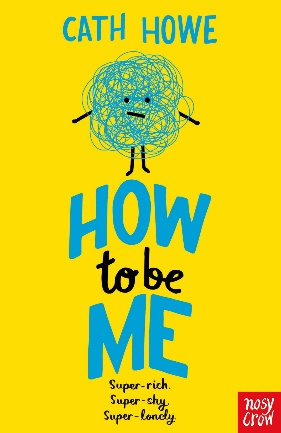 CATH HOWE
HOW
to be
ME
Super-rich.
Super-shy.
Super-lonely.
nosy
crow